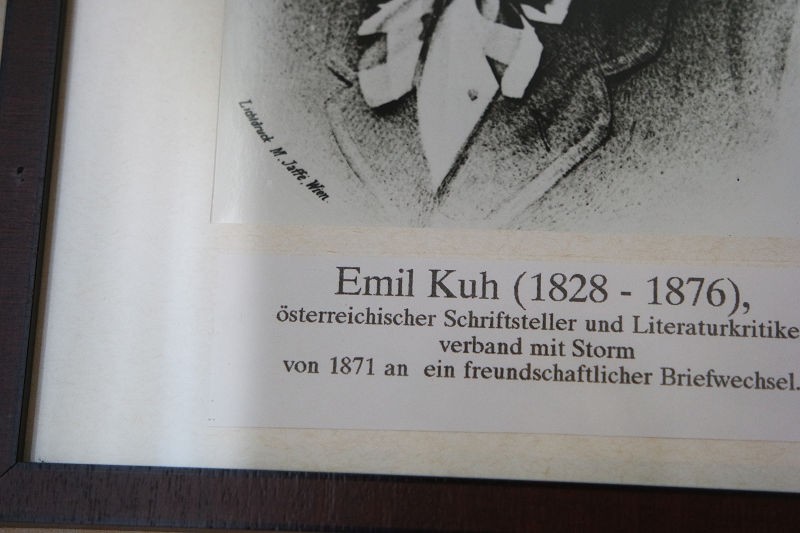 Lichtdruck M. Jaffé, Wien.
Emil Kuh (1828 - 1876),
österreichischer Schriftsteller und Literaturkritike
verband mit Storm
von 1871 an ein freundschaftlicher Briefwechsel.